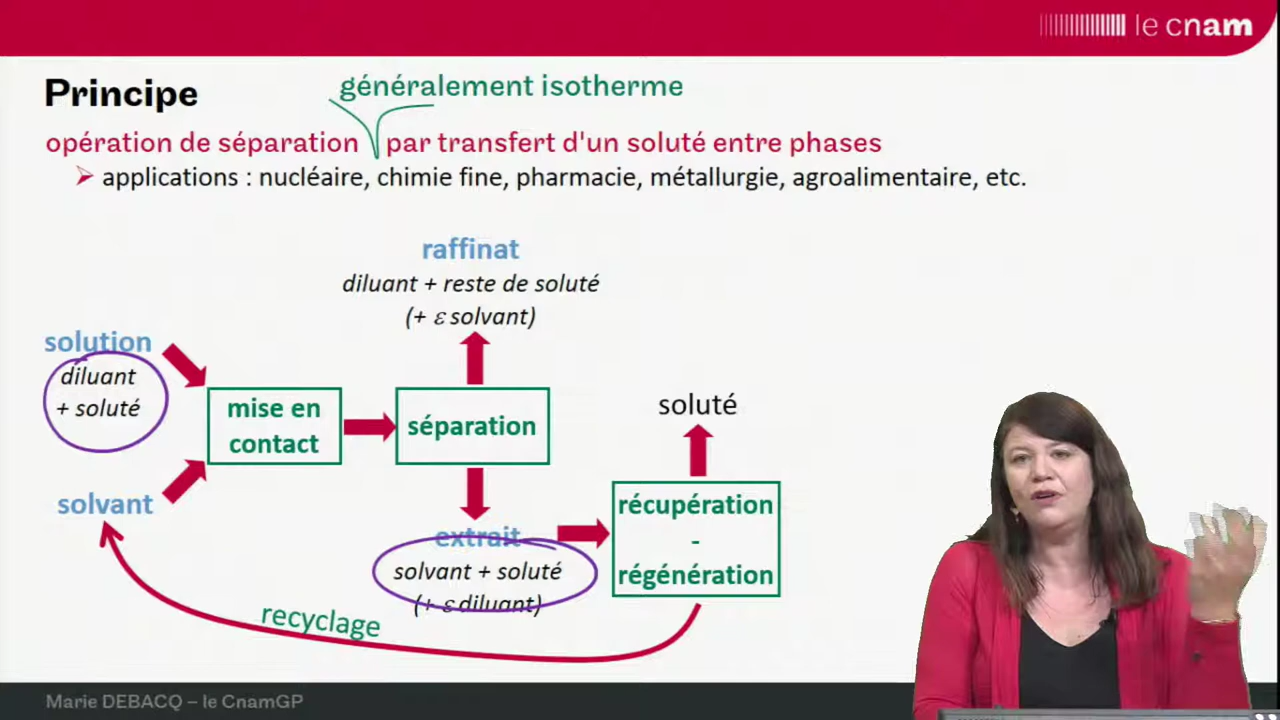 le cnam
Principe
généralement isotherme
opération de séparation par transfert d'un soluté entre phases
applications : nucléaire, chimie fine, pharmacie, métallurgie, agroalimentaire, etc.
raffinat
diluant + reste de soluté
(+ ε solvant)
solution
diluant
+ soluté
mise en
contact
séparation
soluté
solvant
extrait
solvant + soluté
(+ ε diluant)
récupération
-
régénération
recyclage
Marie DEBACQ – le CnamGP